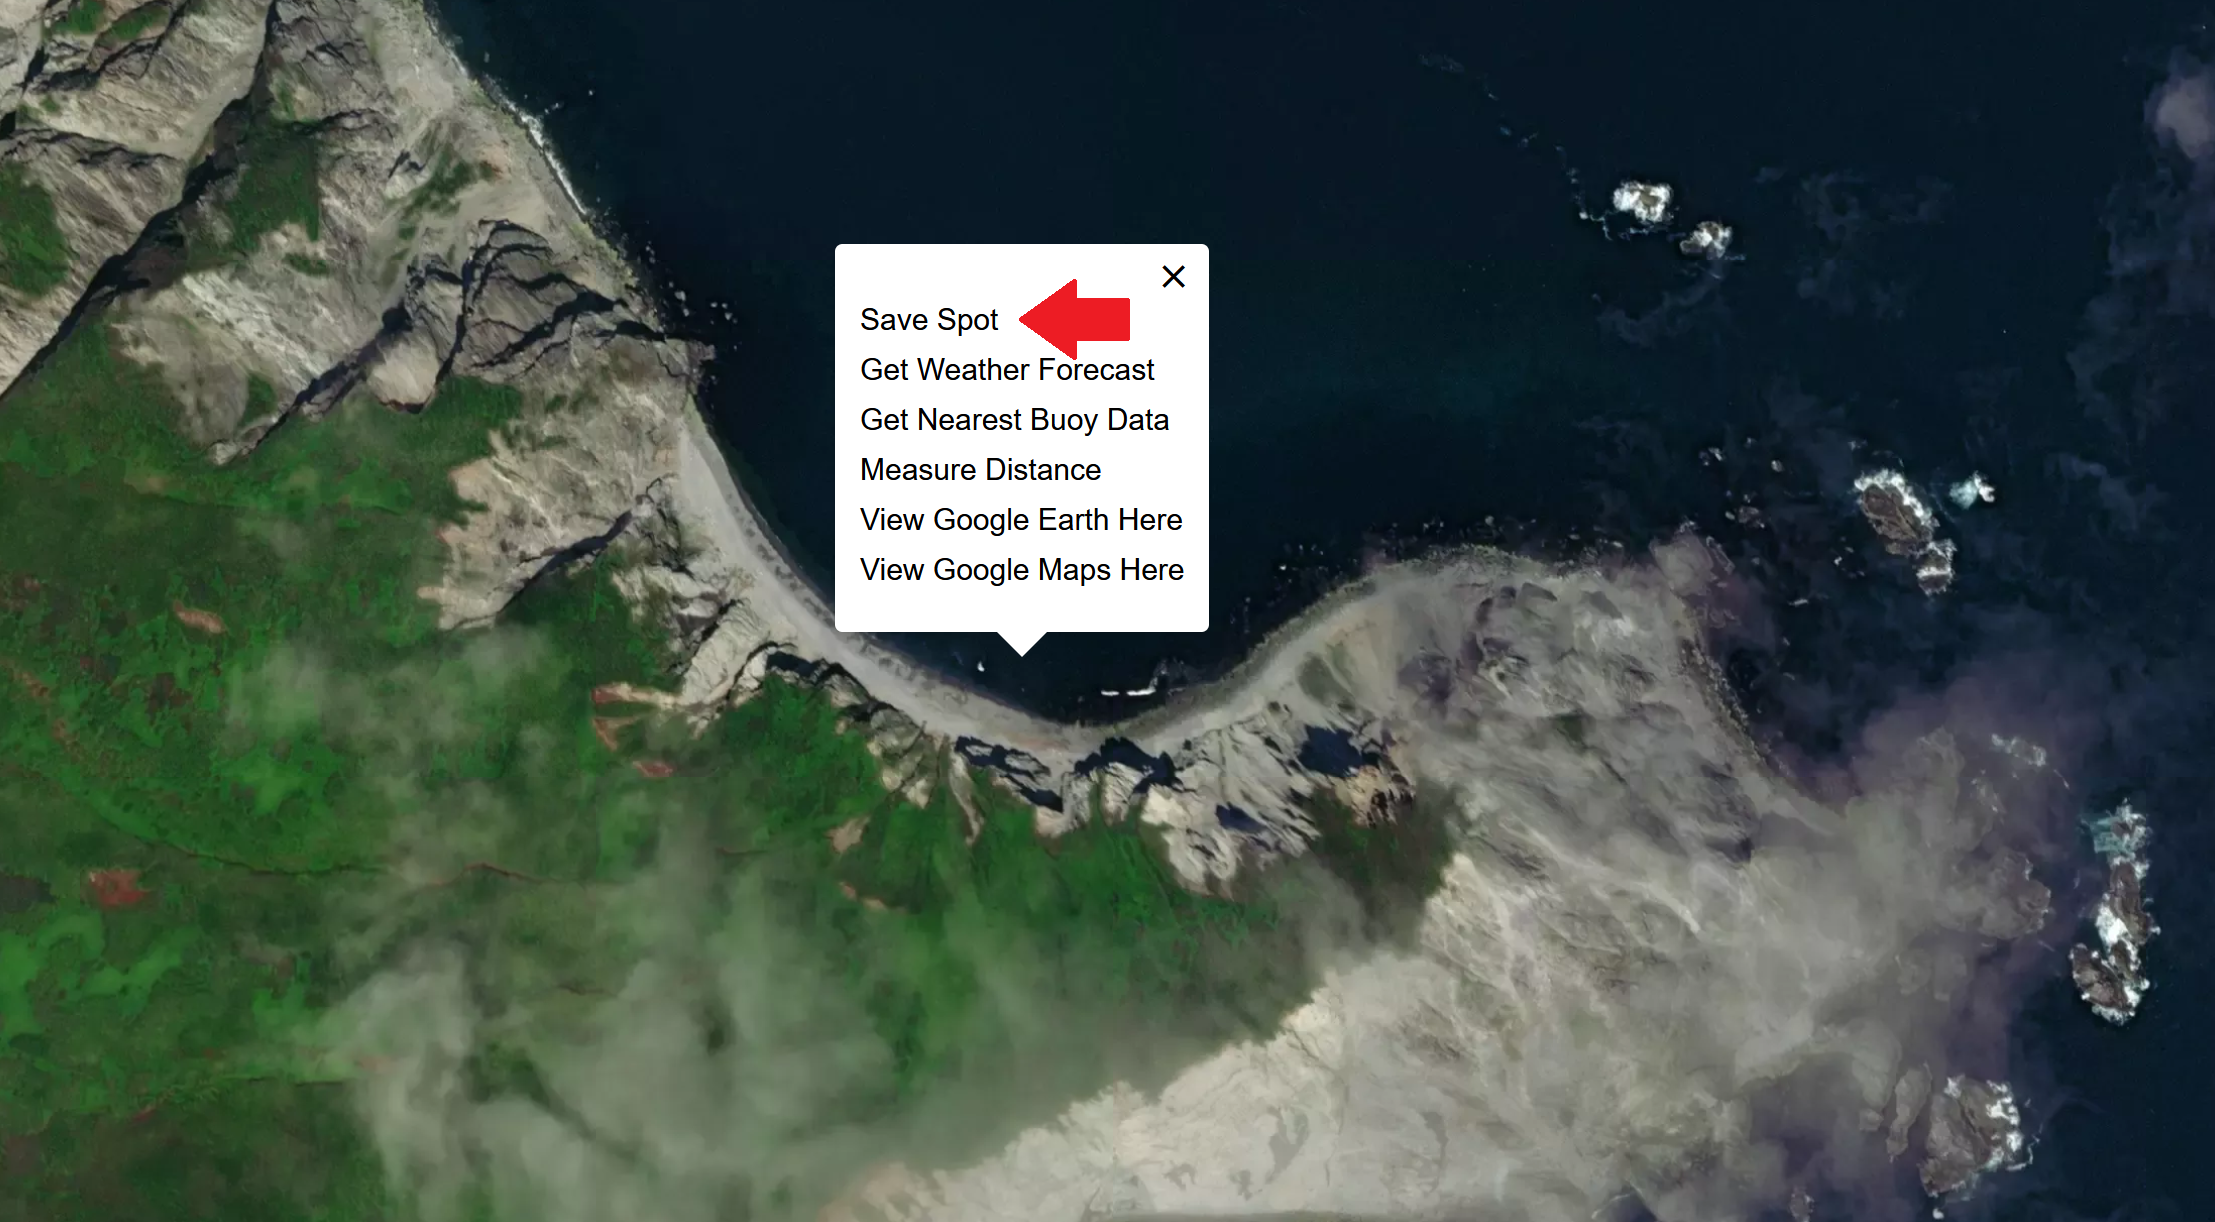 Save Spot
Get Weather Forecast
Get Nearest Buoy Data
Measure Distance
View Google Earth Here
View Google Maps Here